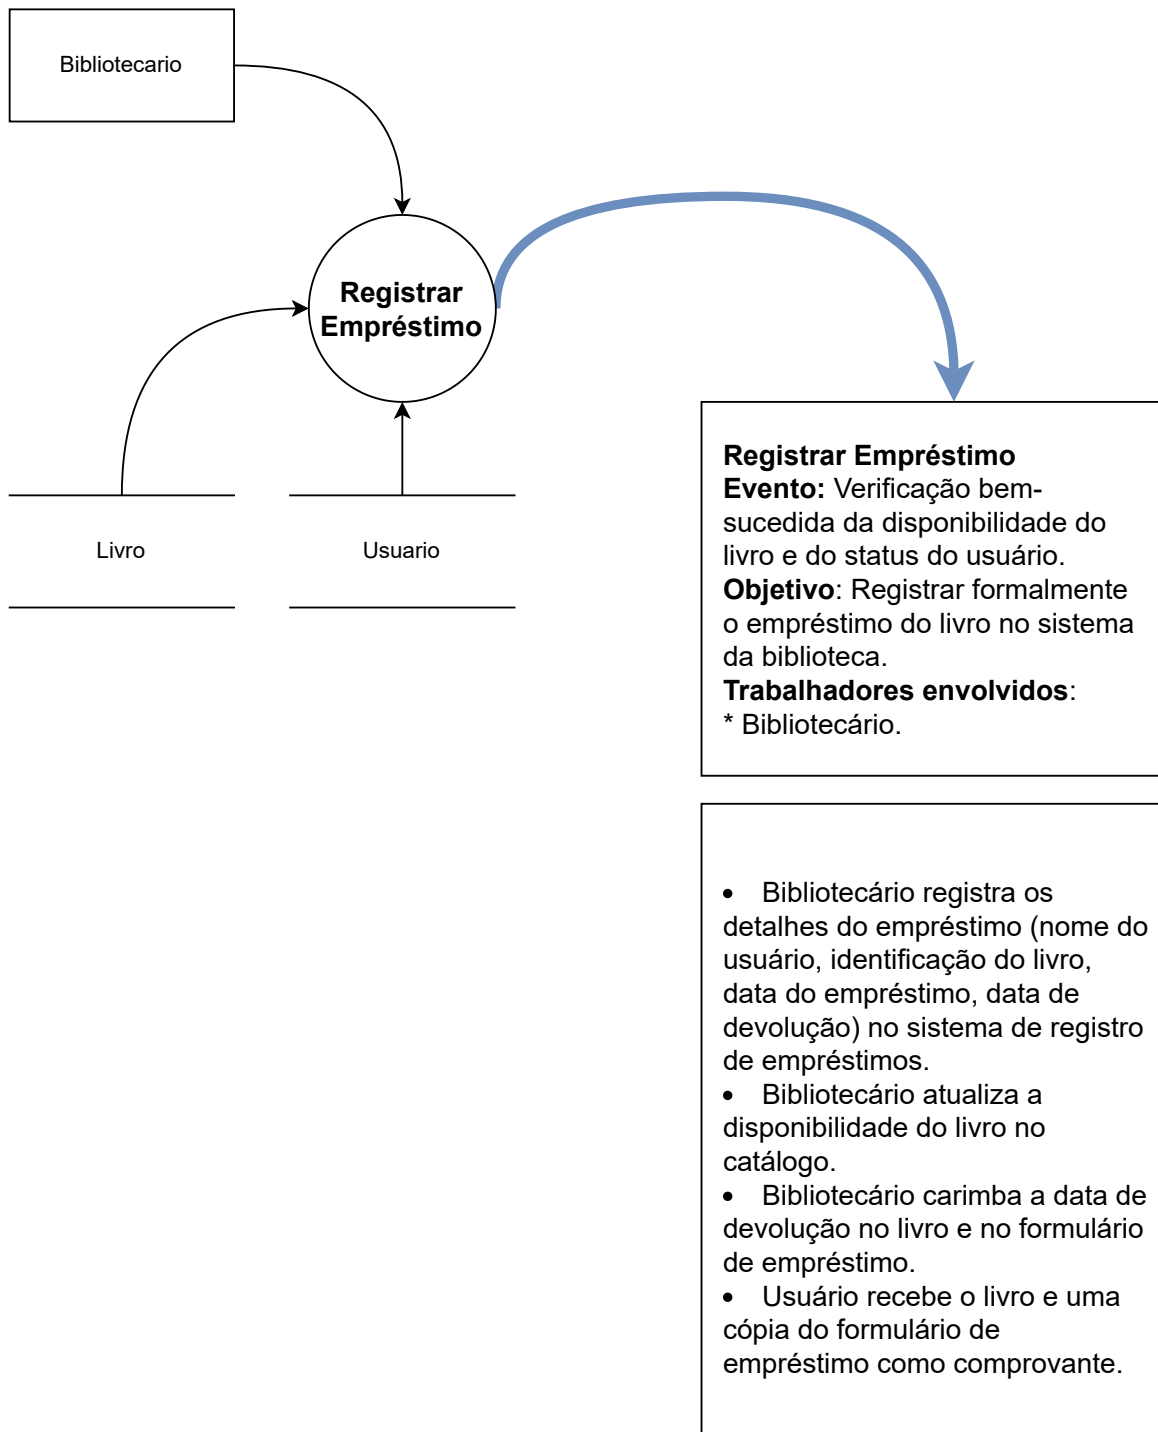 Bibliotecario
Registrar
Empréstimo
Livro
Usuario
Registrar Empréstimo
Evento: Verificação bem-
sucedida da disponibilidade do
livro e do status do usuário.
Objetivo: Registrar formalmente
o empréstimo do livro no sistema
da biblioteca.
Trabalhadores envolvidos:
* Bibliotecário.
• Bibliotecário registra os
detalhes do empréstimo (nome do
usuário, identificação do livro,
data do empréstimo, data de
devolução) no sistema de registro
de empréstimos.
• Bibliotecário atualiza a
disponibilidade do livro no
catálogo.
• Bibliotecário carimba a data de
devolução no livro e no formulário
de empréstimo.
• Usuário recebe o livro e uma
cópia do formulário de
empréstimo como comprovante.